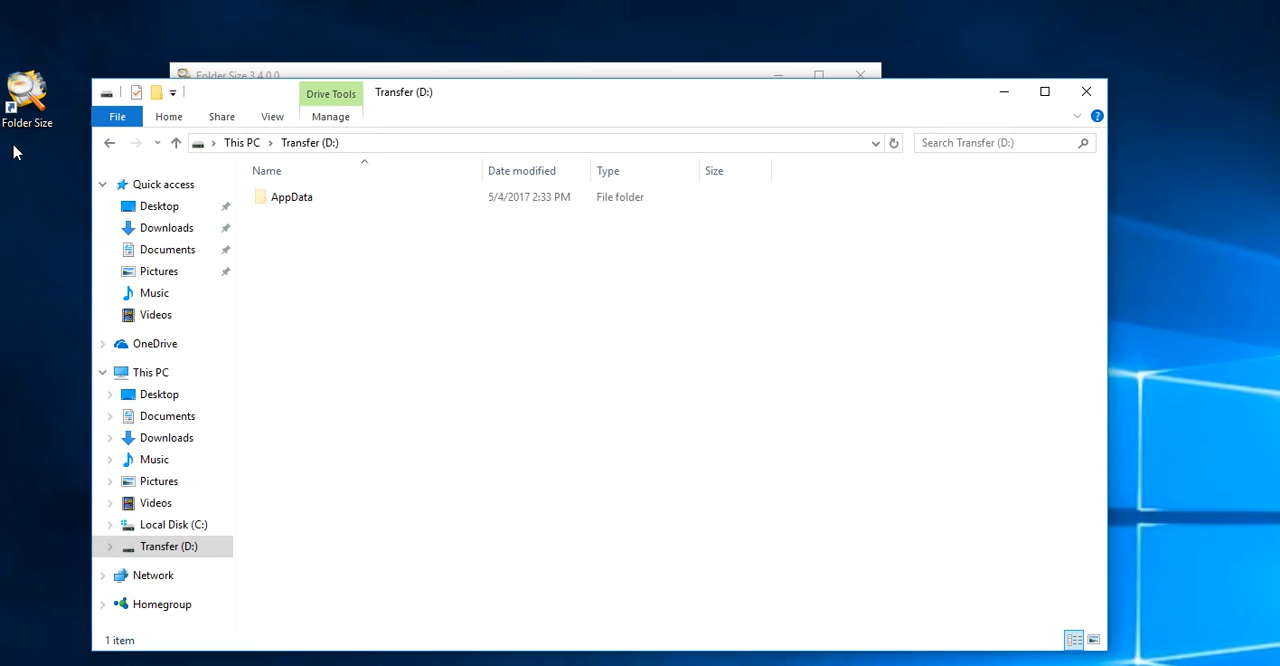 Folder Size
Folder Size 3.4.0.0
Drive Tools
Transfer (D:)
File
Home
Share
View
Manage
This PC
Transfer (D:)
Search Transfer (D:)
Name
Date modified
Type
Size
AppData
5/4/2017 2:33 PM
File folder
Quick access
Desktop
Downloads
Documents
Pictures
Music
Videos
OneDrive
This PC
Desktop
Documents
Downloads
Music
Pictures
Videos
Local Disk (C:)
Transfer (D:)
Network
Homegroup
1 item